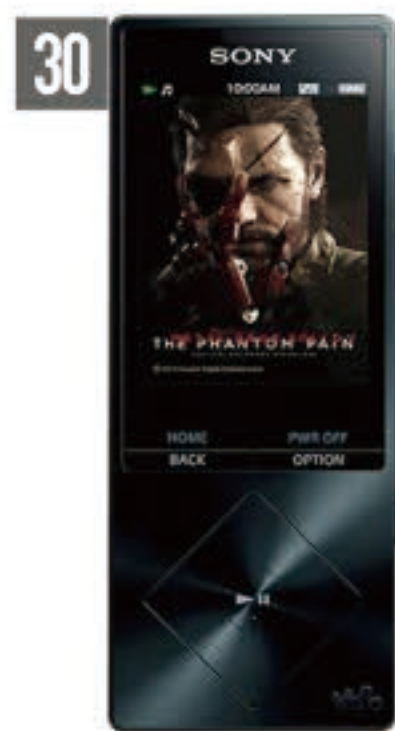 30
SONY
10:00AM
THE PHANTOM PAIN
HOME PWR OFF
BACK OPTION